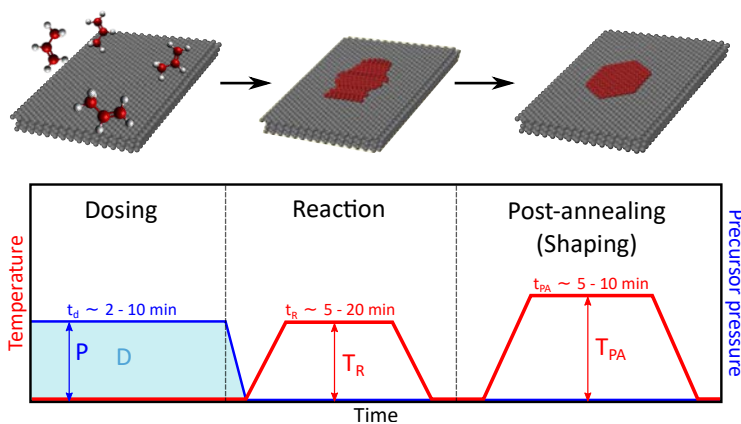 Dosing
Reaction
Post-annealing
(Shaping)
Temperature
Precursor pressure
t_d ~ 2 - 10 min
t_R ~ 5 - 20 min
t_PA ~ 5 - 10 min
P
D
T_R
T_PA
Time